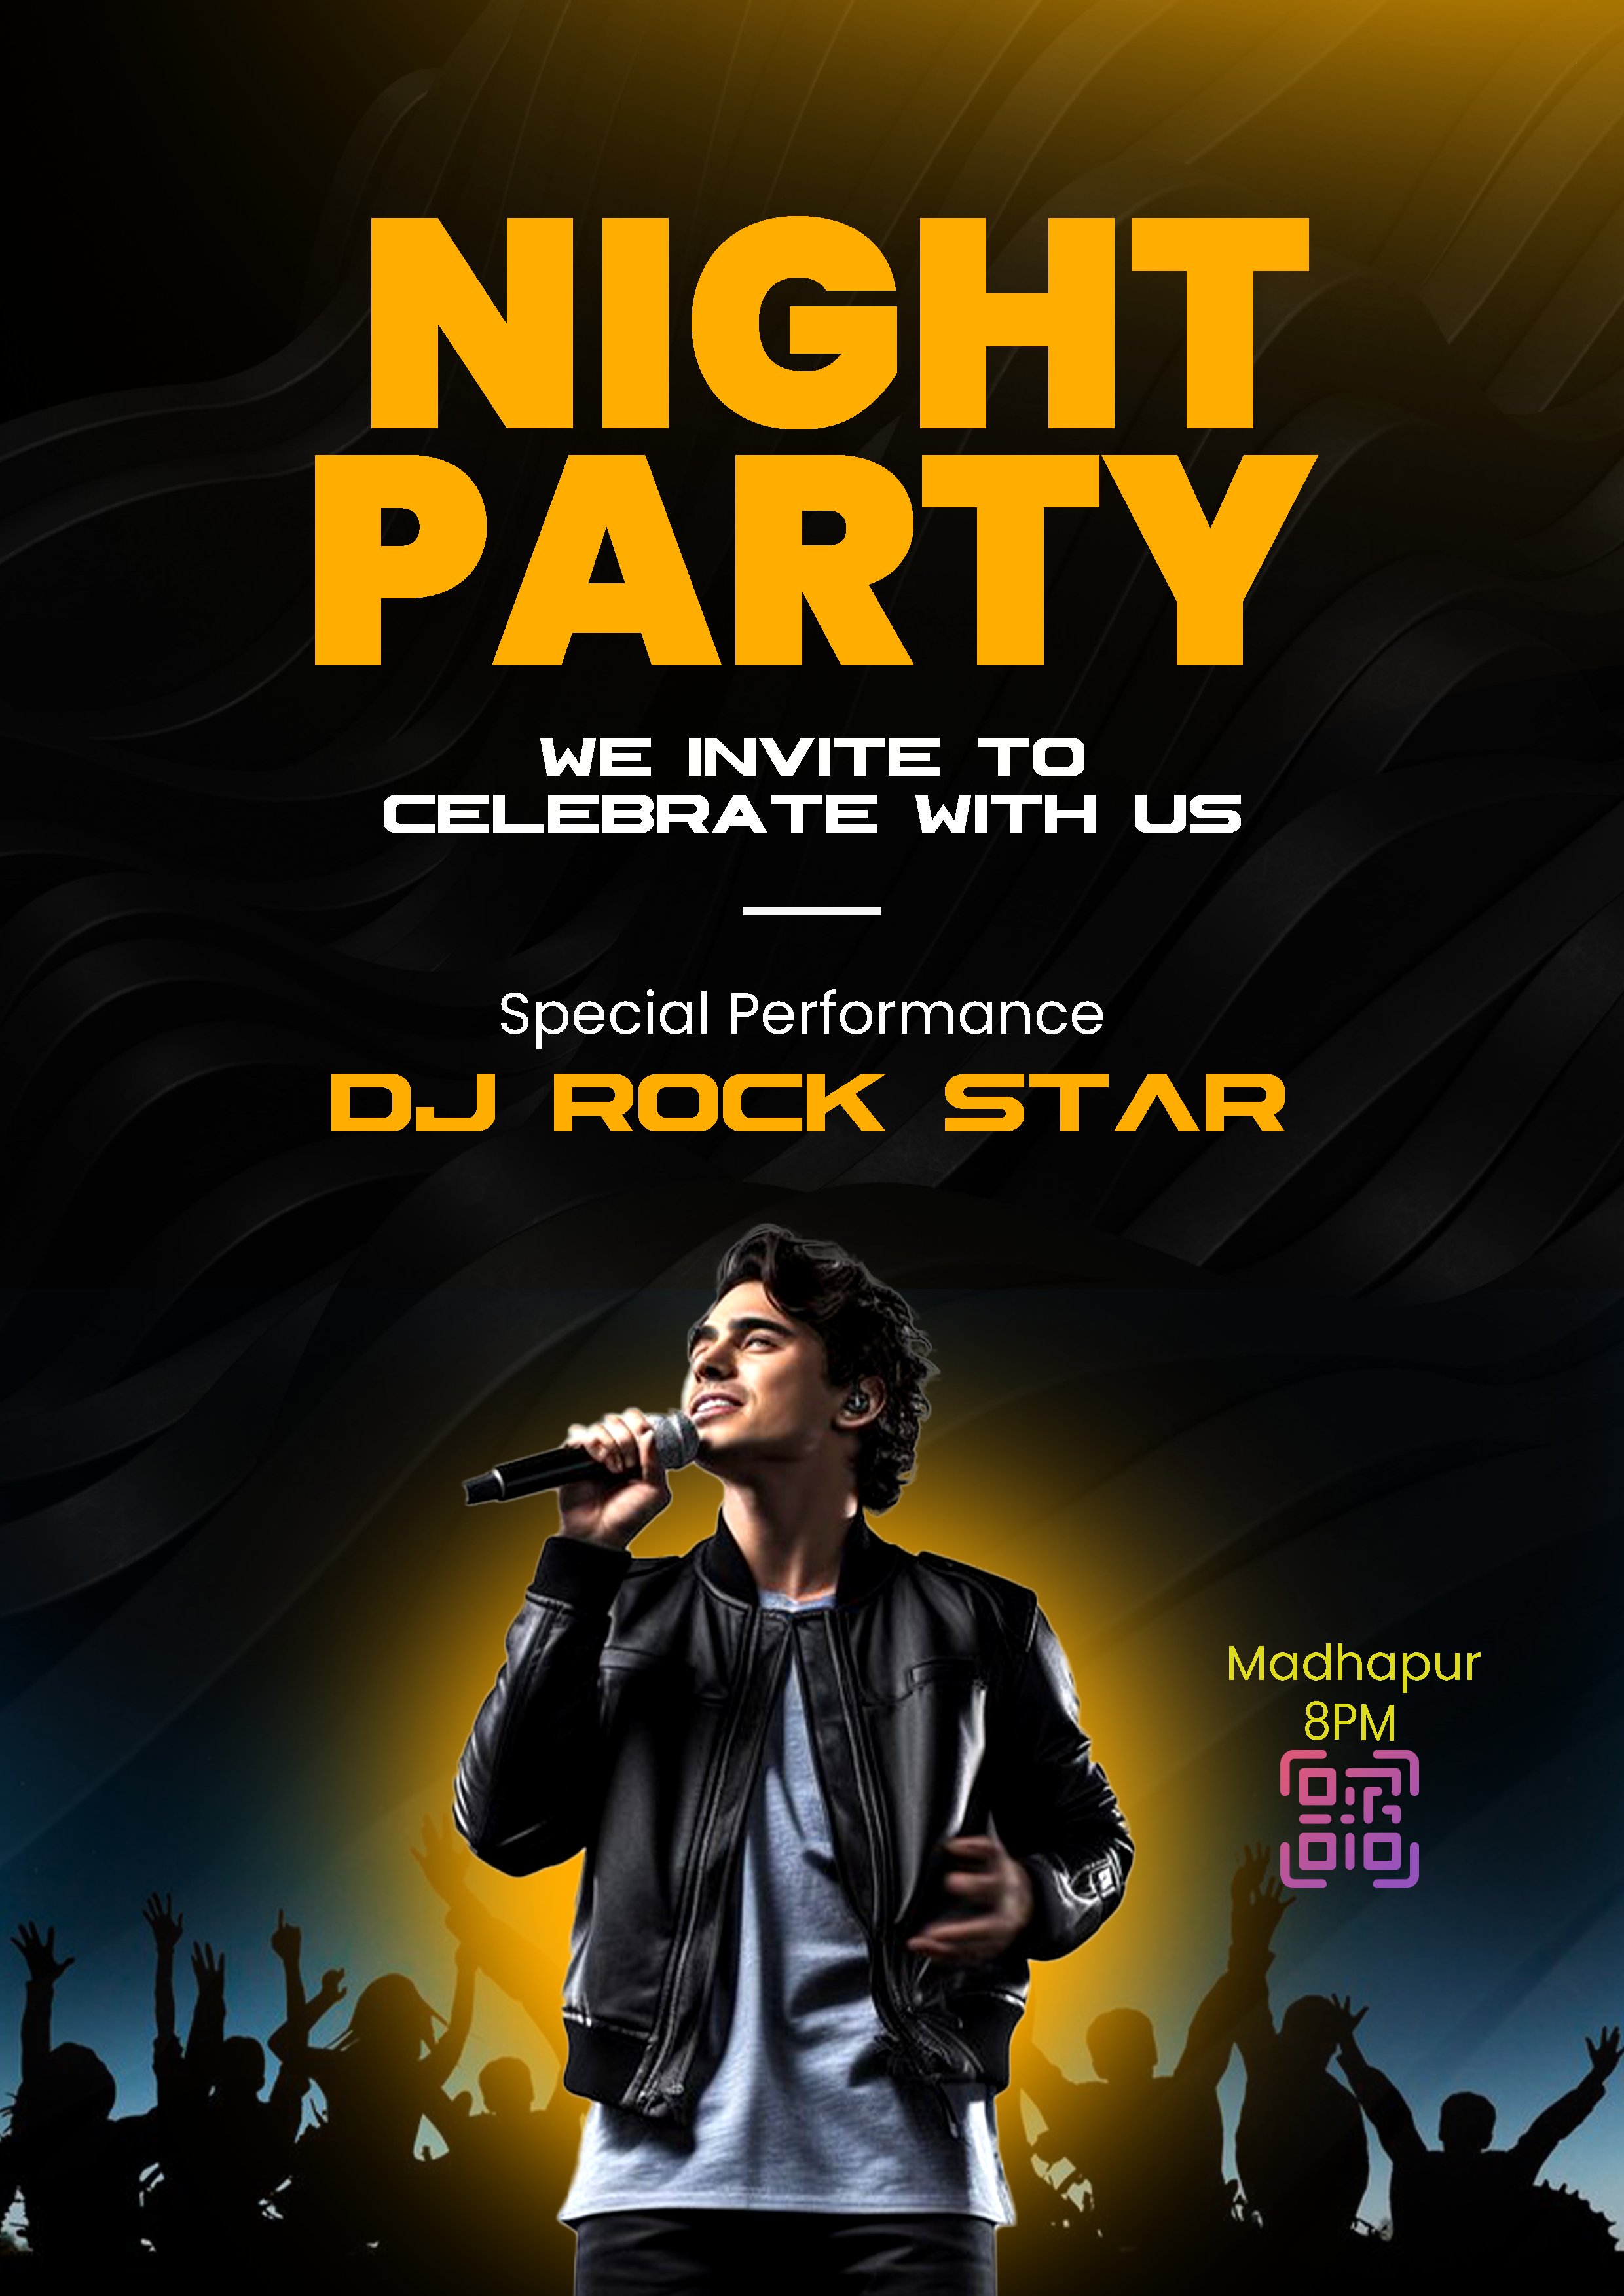 NIGHT
PARTY
WE INVITE TO
CELEBRATE WITH US
Special Performance
DJ ROCK STAR
Madhapur
8PM